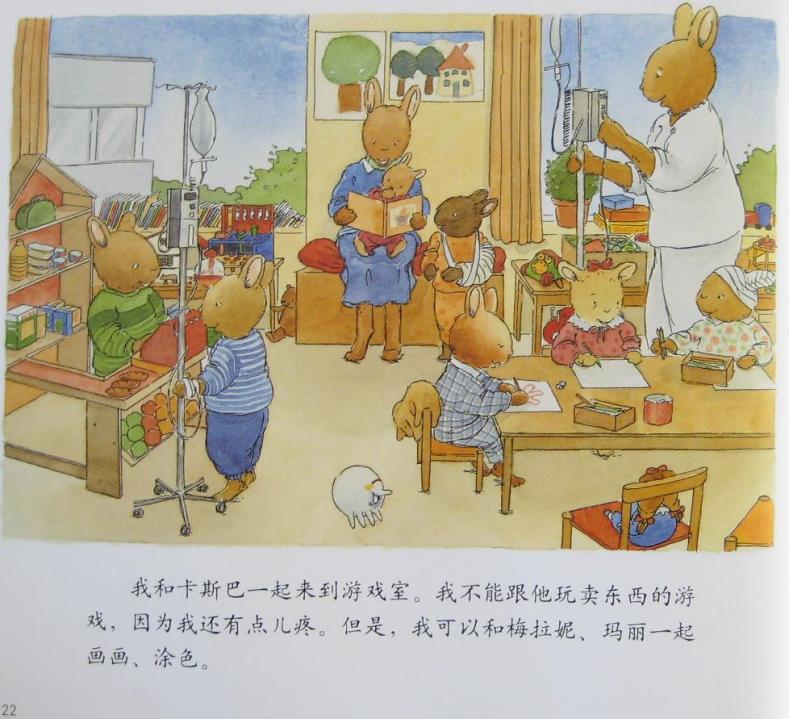 我和卡斯巴一起来到游戏室。我不能跟他玩卖东西的游
戏，因为我还有点儿疼。但是，我可以和梅拉妮、玛丽一起
画画、涂色。
22